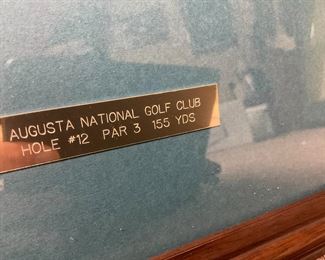 AUGUSTA NATIONAL GOLF CLUB
HOLE #12 PAR 3 155 YDS